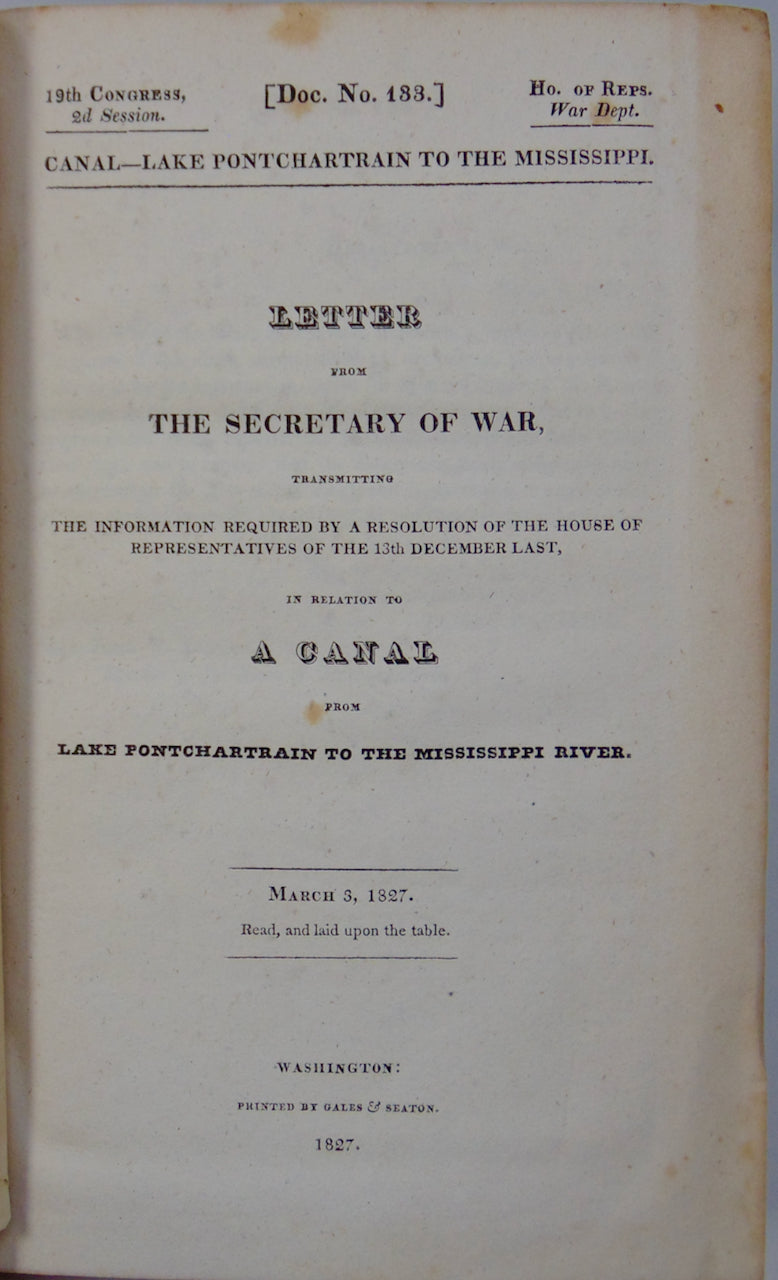 19th CONGRESS, [Doc. No. 133.] Ho. OF REPS.
2d Session. War Dept.
CANAL—LAKE PONTCHARTRAIN TO THE MISSISSIPPI.
LETTER
FROM
THE SECRETARY OF WAR,
TRANSMITTING
THE INFORMATION REQUIRED BY A RESOLUTION OF THE HOUSE OF
REPRESENTATIVES OF THE 13th DECEMBER LAST,
IN RELATION TO
A CANAL
FROM
LAKE PONTCHARTRAIN TO THE MISSISSIPPI RIVER.
MARCH 3, 1827.
Read, and laid upon the table.
WASHINGTON:
PRINTED BY GALES & SEATON.
1827.